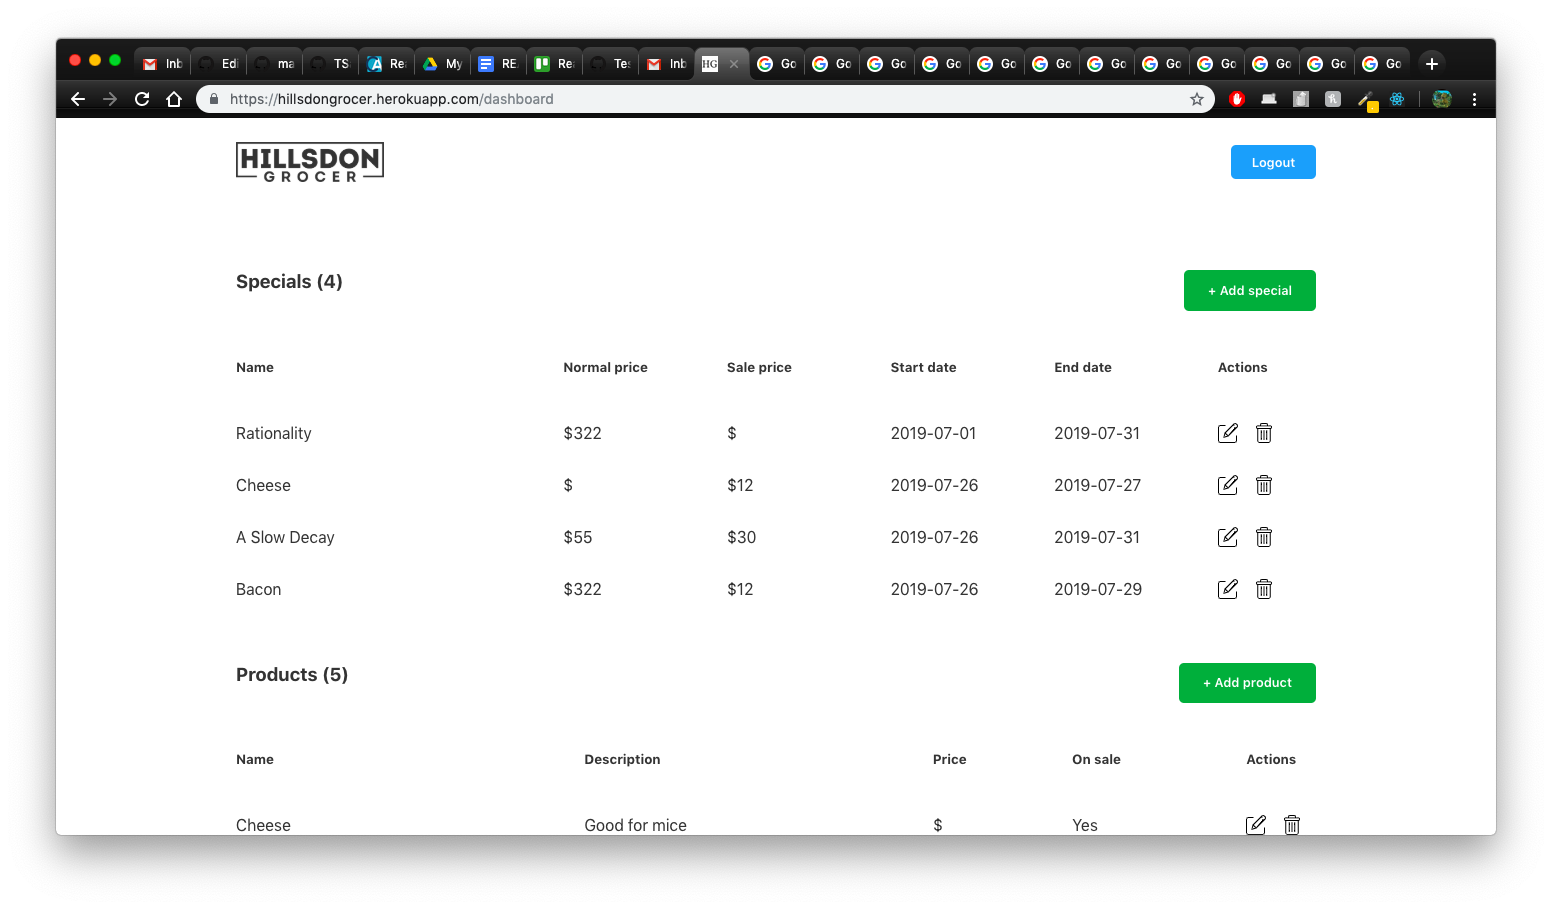 Inb Edi ma TS Re My RE Re Tes Inb HG Go Go Go Go Go Go Go Go Go Go Go Go
https://hillsdongrocer.herokuapp.com/dashboard
HILLSDON
GROCER
Logout
Specials (4)
+ Add special
Name Normal price Sale price Start date End date Actions
Rationality $322 $ 2019-07-01 2019-07-31
Cheese $ $12 2019-07-26 2019-07-27
A Slow Decay $55 $30 2019-07-26 2019-07-31
Bacon $322 $12 2019-07-26 2019-07-29
Products (5)
+ Add product
Name Description Price On sale Actions
Cheese Good for mice $ Yes